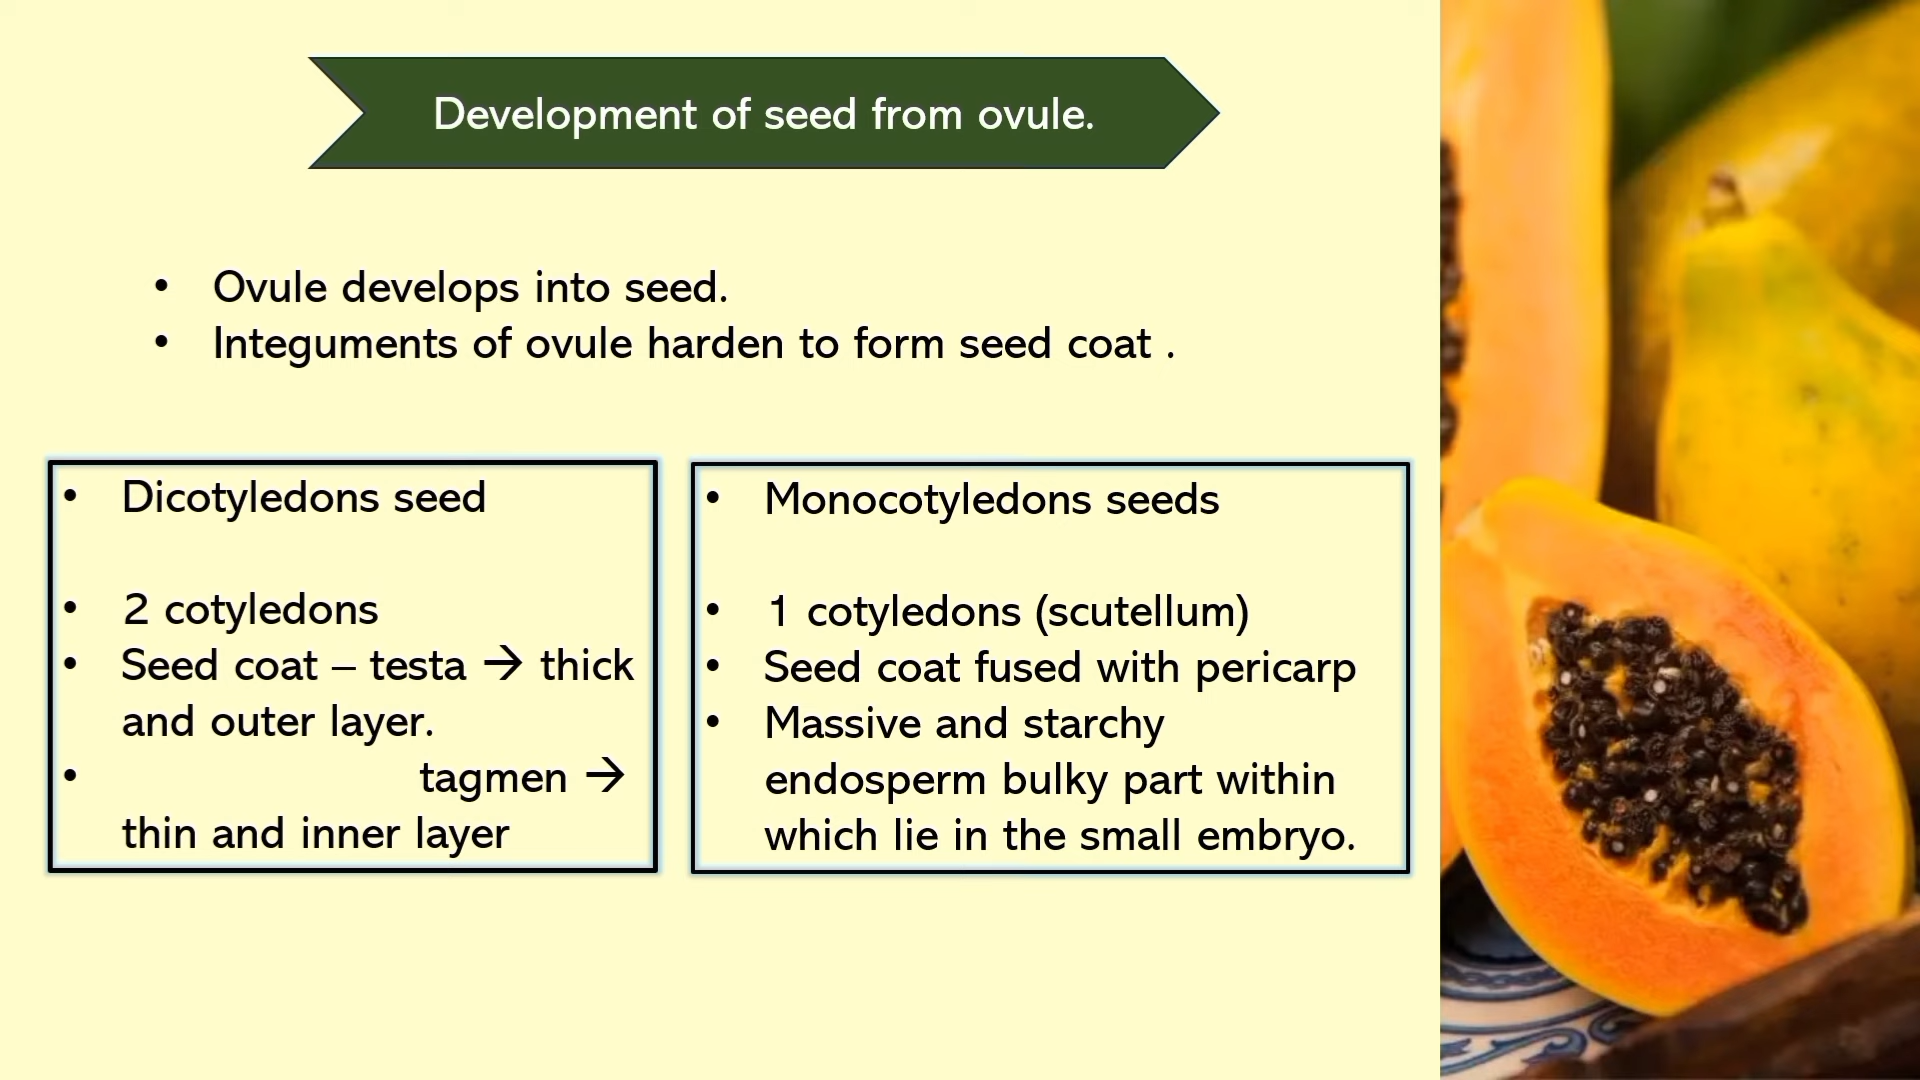 Development of seed from ovule.
• Ovule develops into seed.
• Integuments of ovule harden to form seed coat .
• Dicotyledons seed
• 2 cotyledons
• Seed coat – testa → thick
and outer layer.
• tagmen →
thin and inner layer
• Monocotyledons seeds
• 1 cotyledons (scutellum)
• Seed coat fused with pericarp
• Massive and starchy
endosperm bulky part within
which lie in the small embryo.